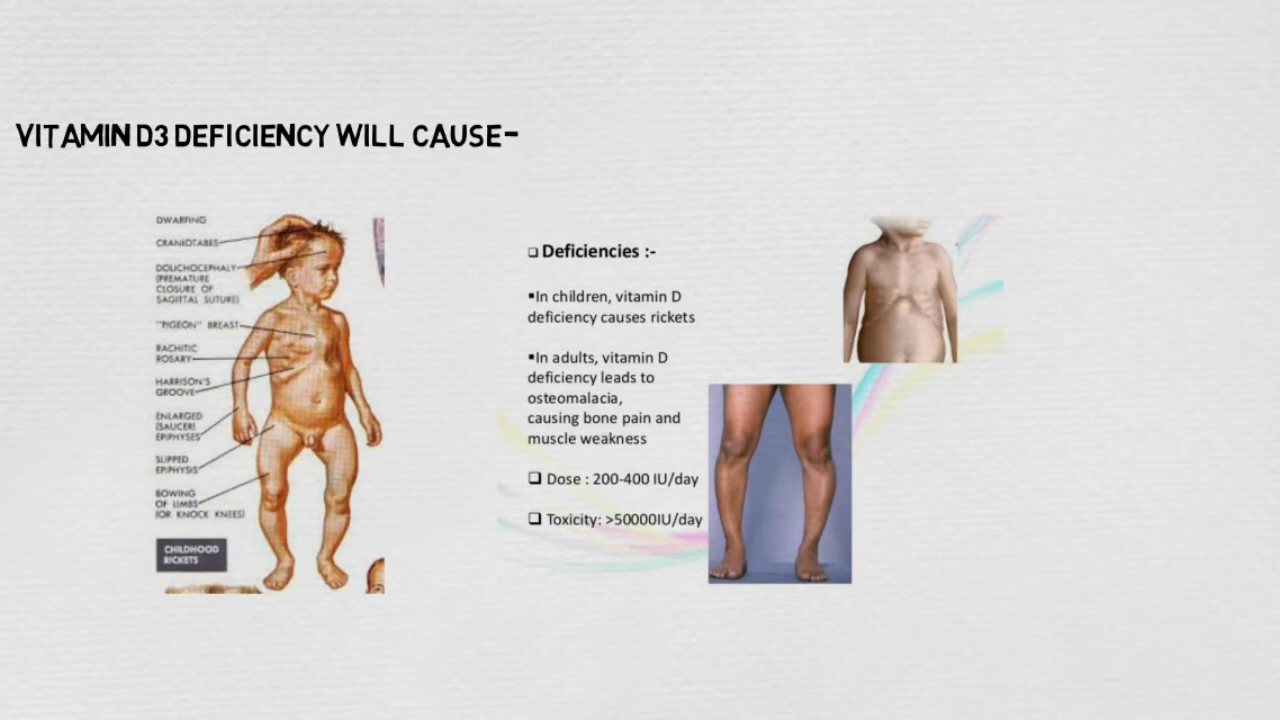 VITAMIN D3 DEFICIENCY WILL CAUSE-
DWARFING
CRANIOTABES
DOLICHOCEPHALY
(PREMATURE
CLOSURE OF
SAGITTAL SUTURE)
"PIGEON" BREAST
RACHITIC
ROSARY
HARRISON'S
GROOVE
ENLARGED
(SAUCER)
EPIPHYSES
SLIPPED
EPIPHYSIS
BOWING
OF LIMBS
(OR KNOCK KNEES)
CHILDHOOD
RICKETS
❑ Deficiencies :-
▪In children, vitamin D
deficiency causes rickets
▪In adults, vitamin D
deficiency leads to
osteomalacia,
causing bone pain and
muscle weakness
❑ Dose : 200-400 IU/day
❑ Toxicity: >50000IU/day